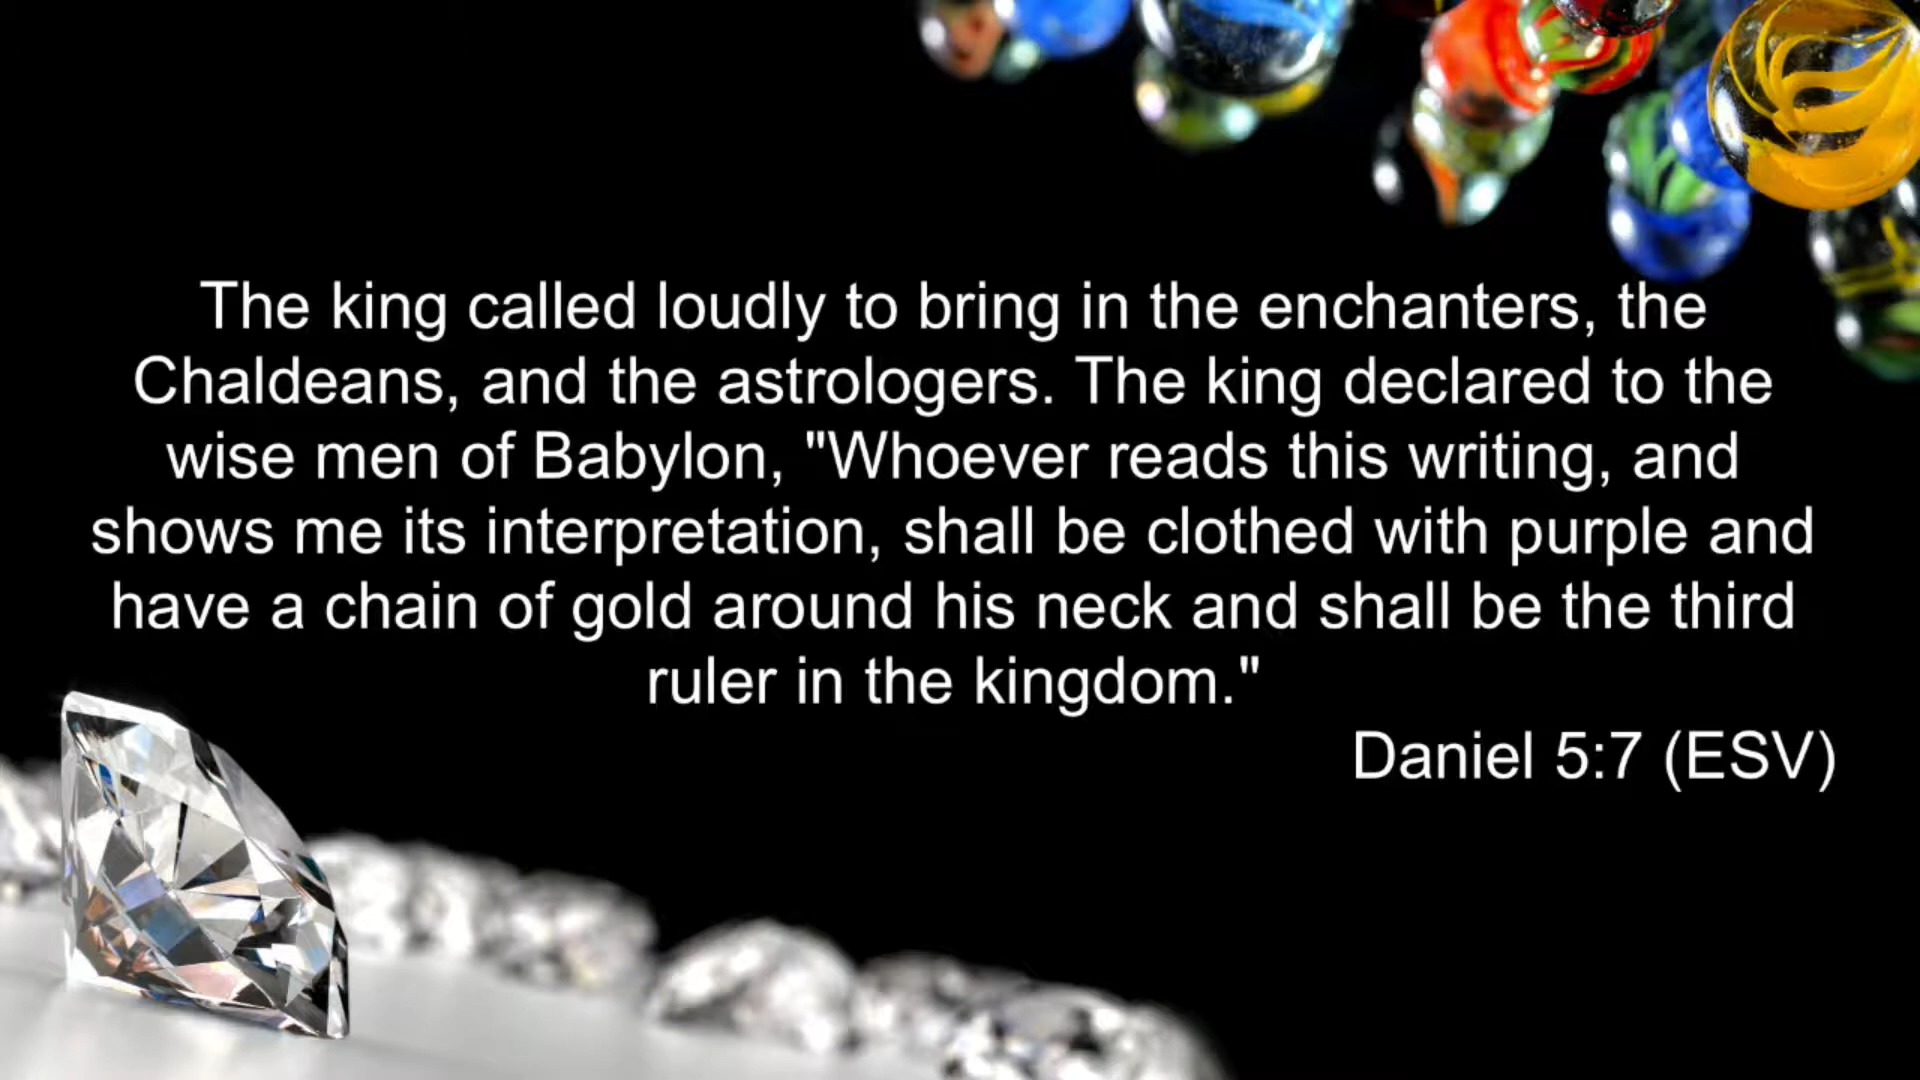 The king called loudly to bring in the enchanters, the
Chaldeans, and the astrologers. The king declared to the
wise men of Babylon, "Whoever reads this writing, and
shows me its interpretation, shall be clothed with purple and
have a chain of gold around his neck and shall be the third
ruler in the kingdom."
Daniel 5:7 (ESV)